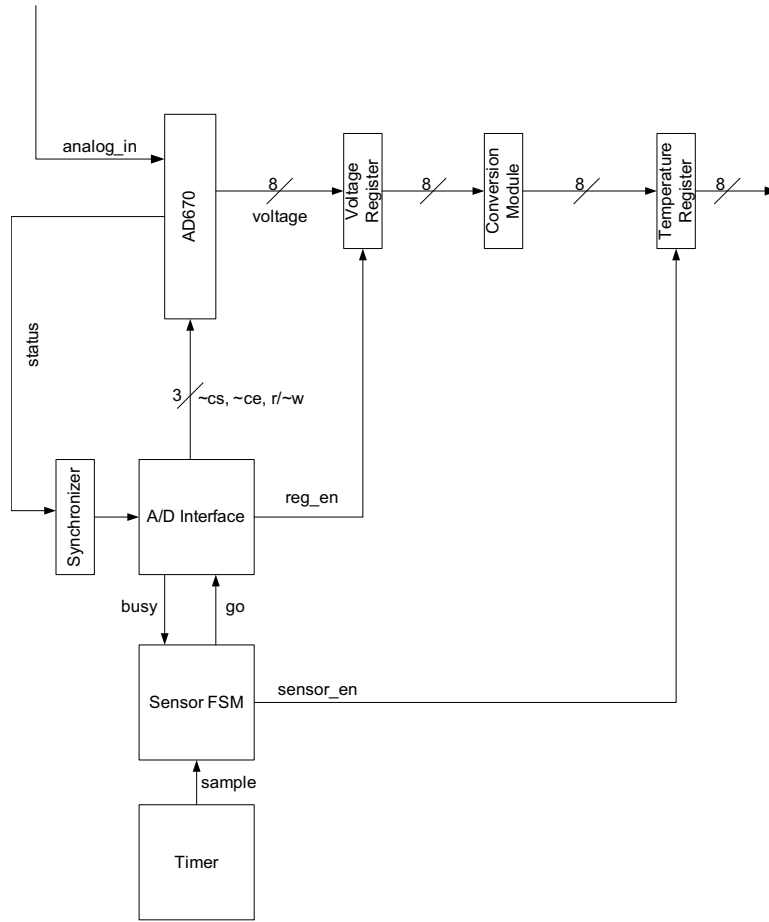 analog_in
AD670
8
voltage
Voltage
Register
8
Conversion
Module
8
Temperature
Register
8
status
3
~cs, ~ce, r/~w
Synchronizer
A/D Interface
reg_en
busy
go
Sensor FSM
sensor_en
sample
Timer